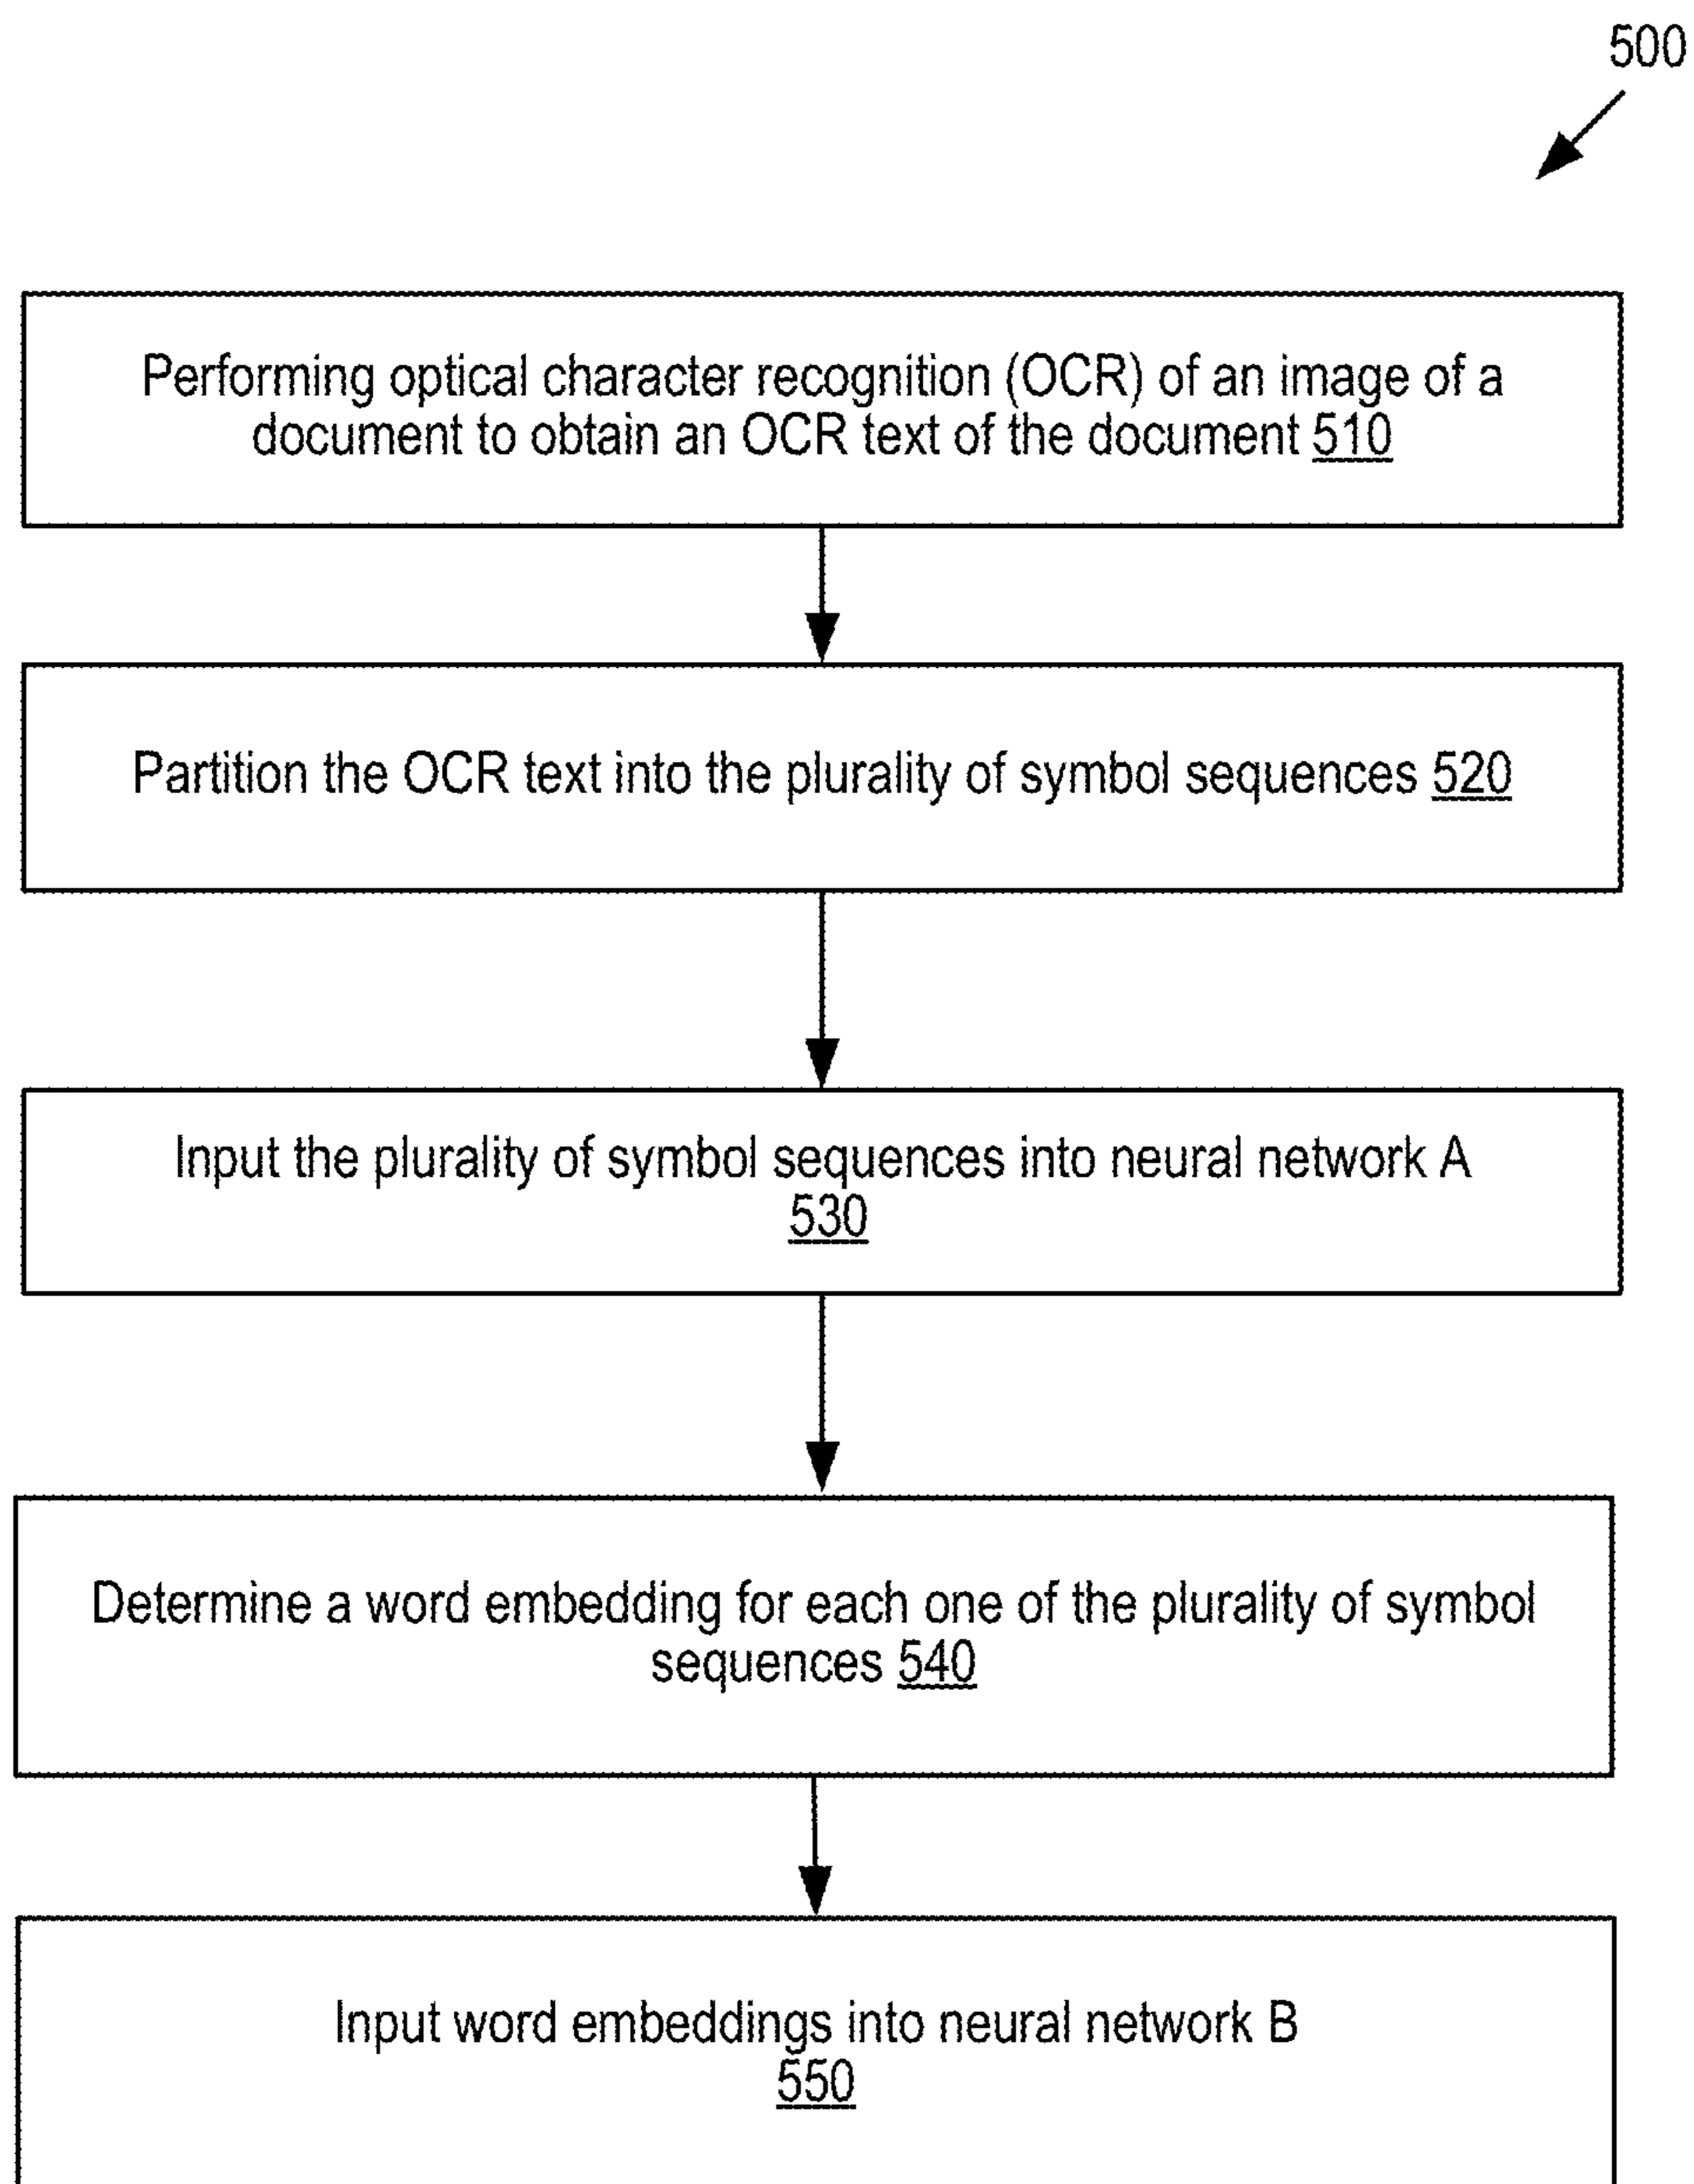 500
Performing optical character recognition (OCR) of an image of a
document to obtain an OCR text of the document 510
Partition the OCR text into the plurality of symbol sequences 520
Input the plurality of symbol sequences into neural network A
530
Determine a word embedding for each one of the plurality of symbol
sequences 540
Input word embeddings into neural network B
550